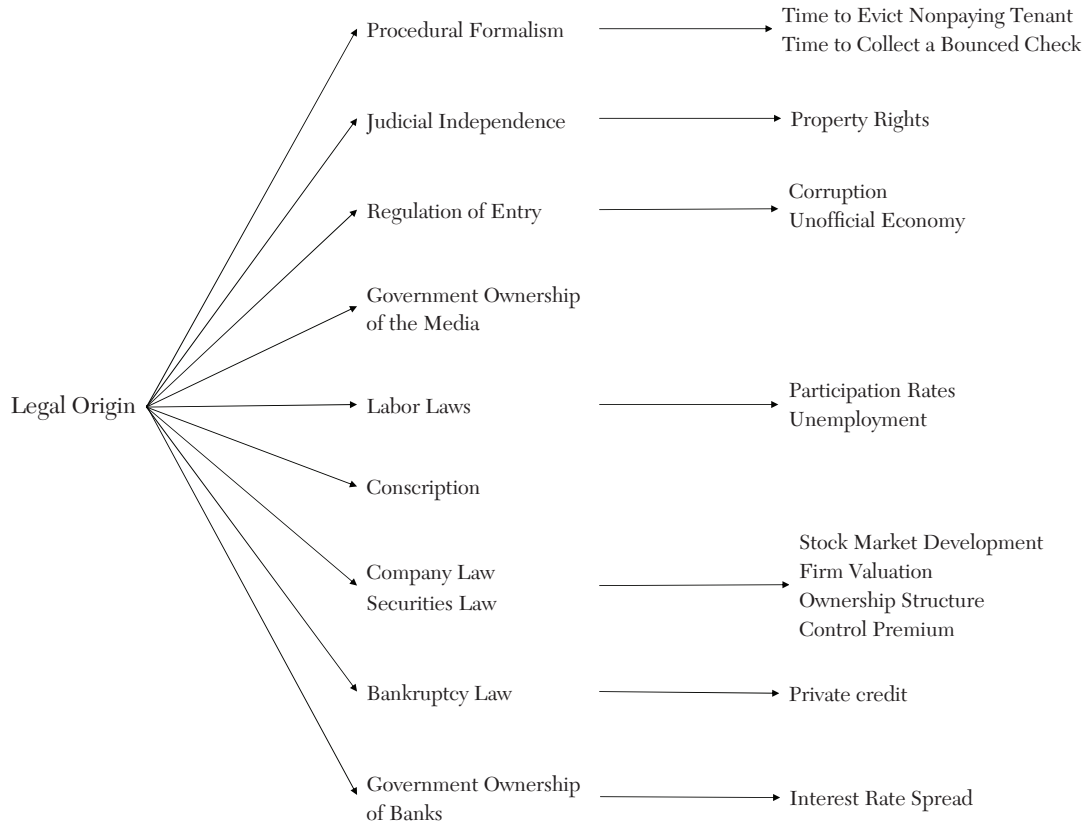 Procedural Formalism
Time to Evict Nonpaying Tenant
Time to Collect a Bounced Check
Judicial Independence
Property Rights
Regulation of Entry
Corruption
Unofficial Economy
Government Ownership
of the Media
Legal Origin
Labor Laws
Participation Rates
Unemployment
Conscription
Company Law
Securities Law
Stock Market Development
Firm Valuation
Ownership Structure
Control Premium
Bankruptcy Law
Private credit
Government Ownership
of Banks
Interest Rate Spread